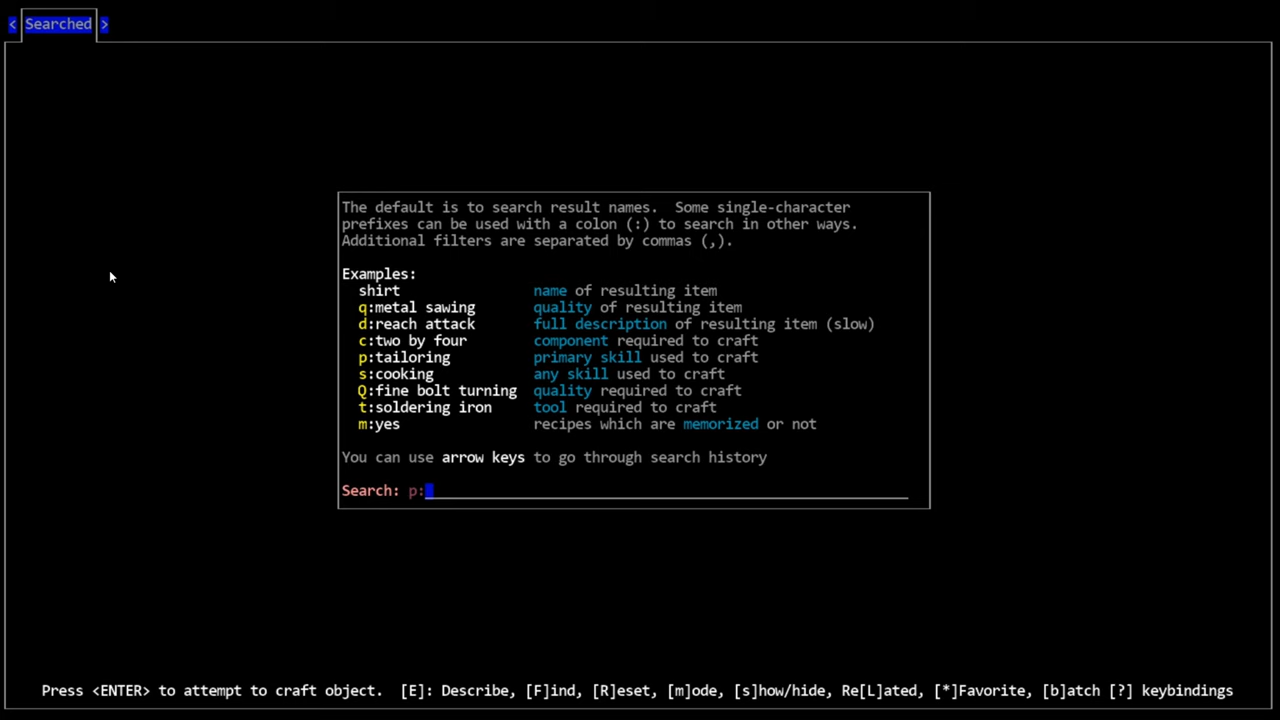 < Searched >
The default is to search result names.  Some single-character
prefixes can be used with a colon (:) to search in other ways.
Additional filters are separated by commas (,).
Examples:
shirt name of resulting item
q:metal sawing quality of resulting item
d:reach attack full description of resulting item (slow)
c:two by four component required to craft
p:tailoring primary skill used to craft
s:cooking any skill used to craft
Q:fine bolt turning quality required to craft
t:soldering iron tool required to craft
m:yes recipes which are memorized or not
You can use arrow keys to go through search history
Search: p:
Press <ENTER> to attempt to craft object.  [E]: Describe, [F]ind, [R]eset, [m]ode, [s]how/hide, Re[L]ated, [*]Favorite, [b]atch [?] keybindings